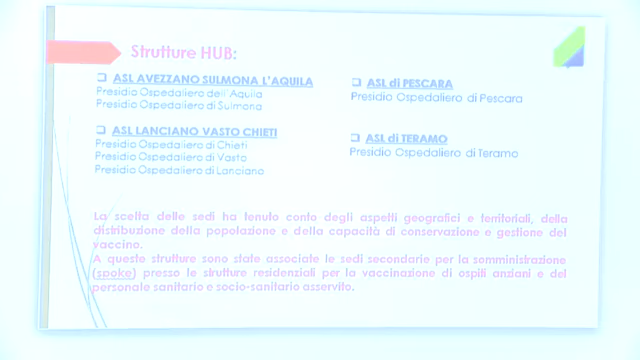 Strutture HUB:
❑ ASL AVEZZANO SULMONA L'AQUILA
Presidio Ospedaliero dell'Aquila
Presidio Ospedaliero di Sulmona
❑ ASL di PESCARA
Presidio Ospedaliero di Pescara
❑ ASL LANCIANO VASTO CHIETI
Presidio Ospedaliero di Chieti
Presidio Ospedaliero di Vasto
Presidio Ospedaliero di Lanciano
❑ ASL di TERAMO
Presidio Ospedaliero di Teramo
La scelta delle sedi ha tenuto conto degli aspetti geografici e territoriali, della
distribuzione della popolazione e della capacità di conservazione e gestione del
vaccino.
A queste strutture sono state associate le sedi secondarie per la somministrazione
(spoke) presso le strutture residenziali per la vaccinazione di ospiti anziani e del
personale sanitario e socio-sanitario asservito.